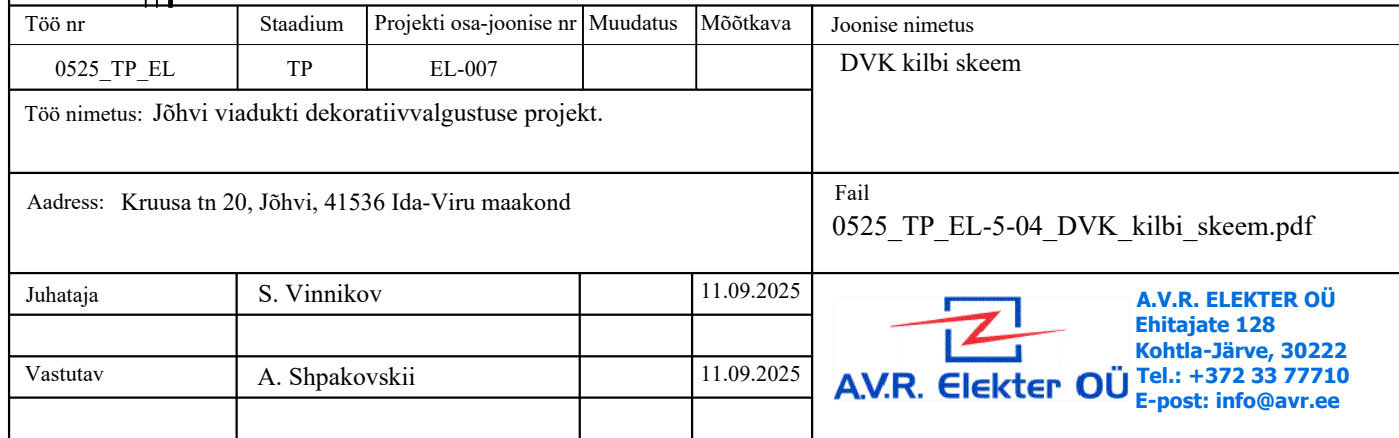 Töö nr Staadium Projekti osa-joonise nr Muudatus Mõõtkava Joonise nimetus
0525_TP_EL TP EL-007 DVK kilbi skeem
Töö nimetus: Jõhvi viadukti dekoratiivvalgustuse projekt.
Aadress: Kruusa tn 20, Jõhvi, 41536 Ida-Viru maakond
Fail
0525_TP_EL-5-04_DVK_kilbi_skeem.pdf
Juhataja S. Vinnikov 11.09.2025
Vastutav A. Shpakovskii 11.09.2025
A.V.R. Elekter OÜ
A.V.R. ELEKTER OÜ
Ehitajate 128
Kohtla-Järve, 30222
Tel.: +372 33 77710
E-post: info@avr.ee